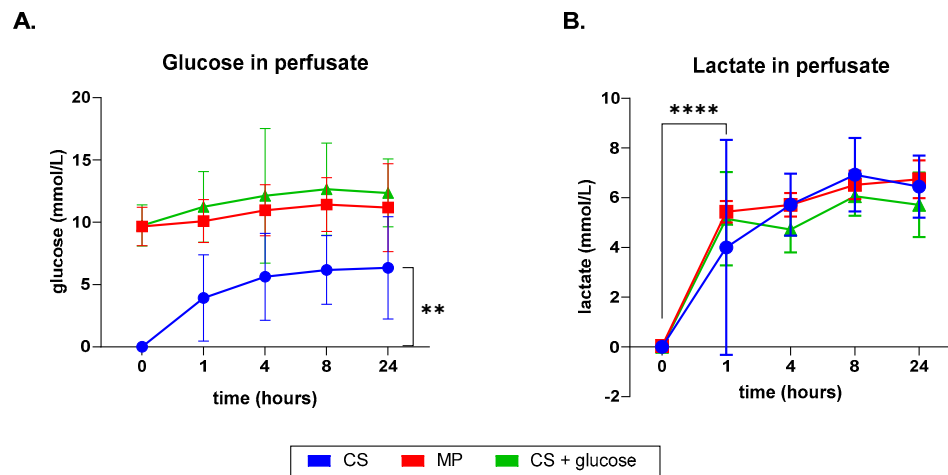 A.
Glucose in perfusate
glucose (mmol/L)
20
15
10
5
0
**
0 1 4 8 24
time (hours)
B.
Lactate in perfusate
lactate (mmol/L)
10
8
6
4
2
0
-2
****
0 1 4 8 24
time (hours)
CS MP CS + glucose